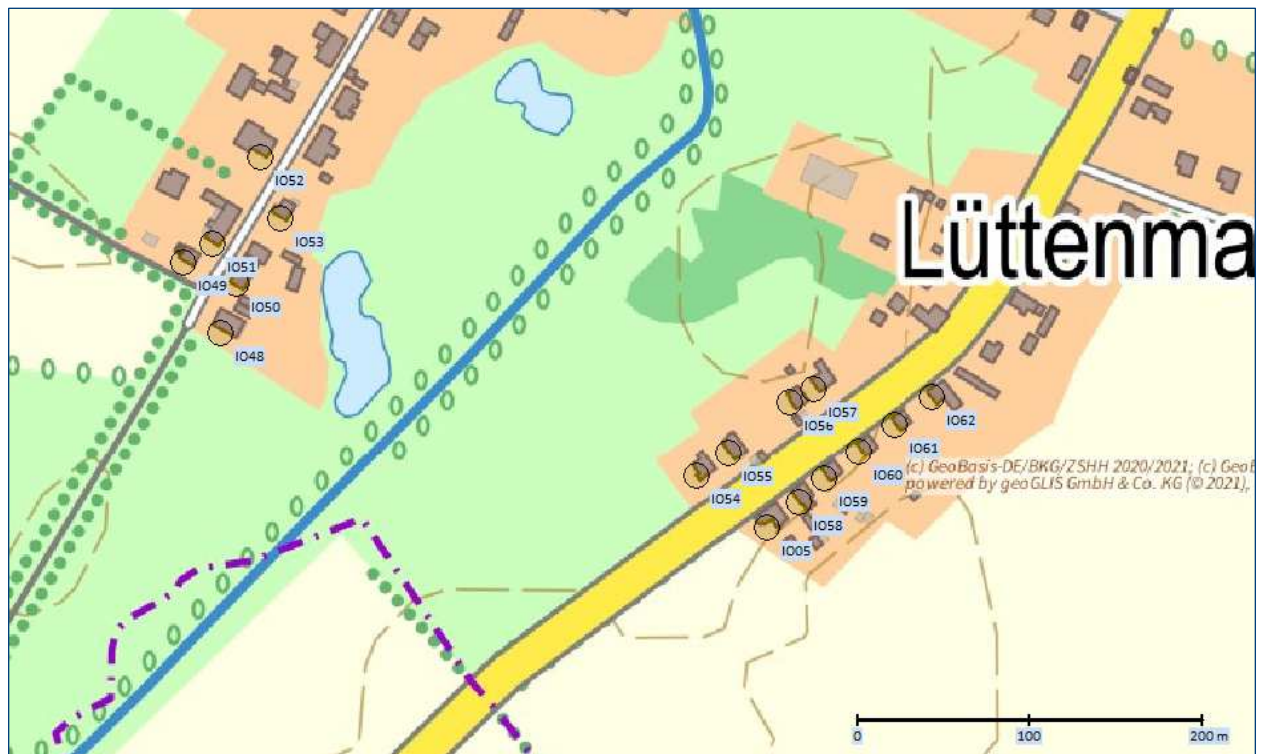 IO52
IO53
Lüttenma
IO51
IO49
IO50
IO48
IO57
IO56
IO62
IO61
IO55
IO60
(c) GeoBasis-DE/BKG/ZSHH 2020/2021; (c) GeoB
IO54
powered by geoGLIS GmbH & Co. KG (© 2021),
IO59
IO58
IO05
0 100 200 m